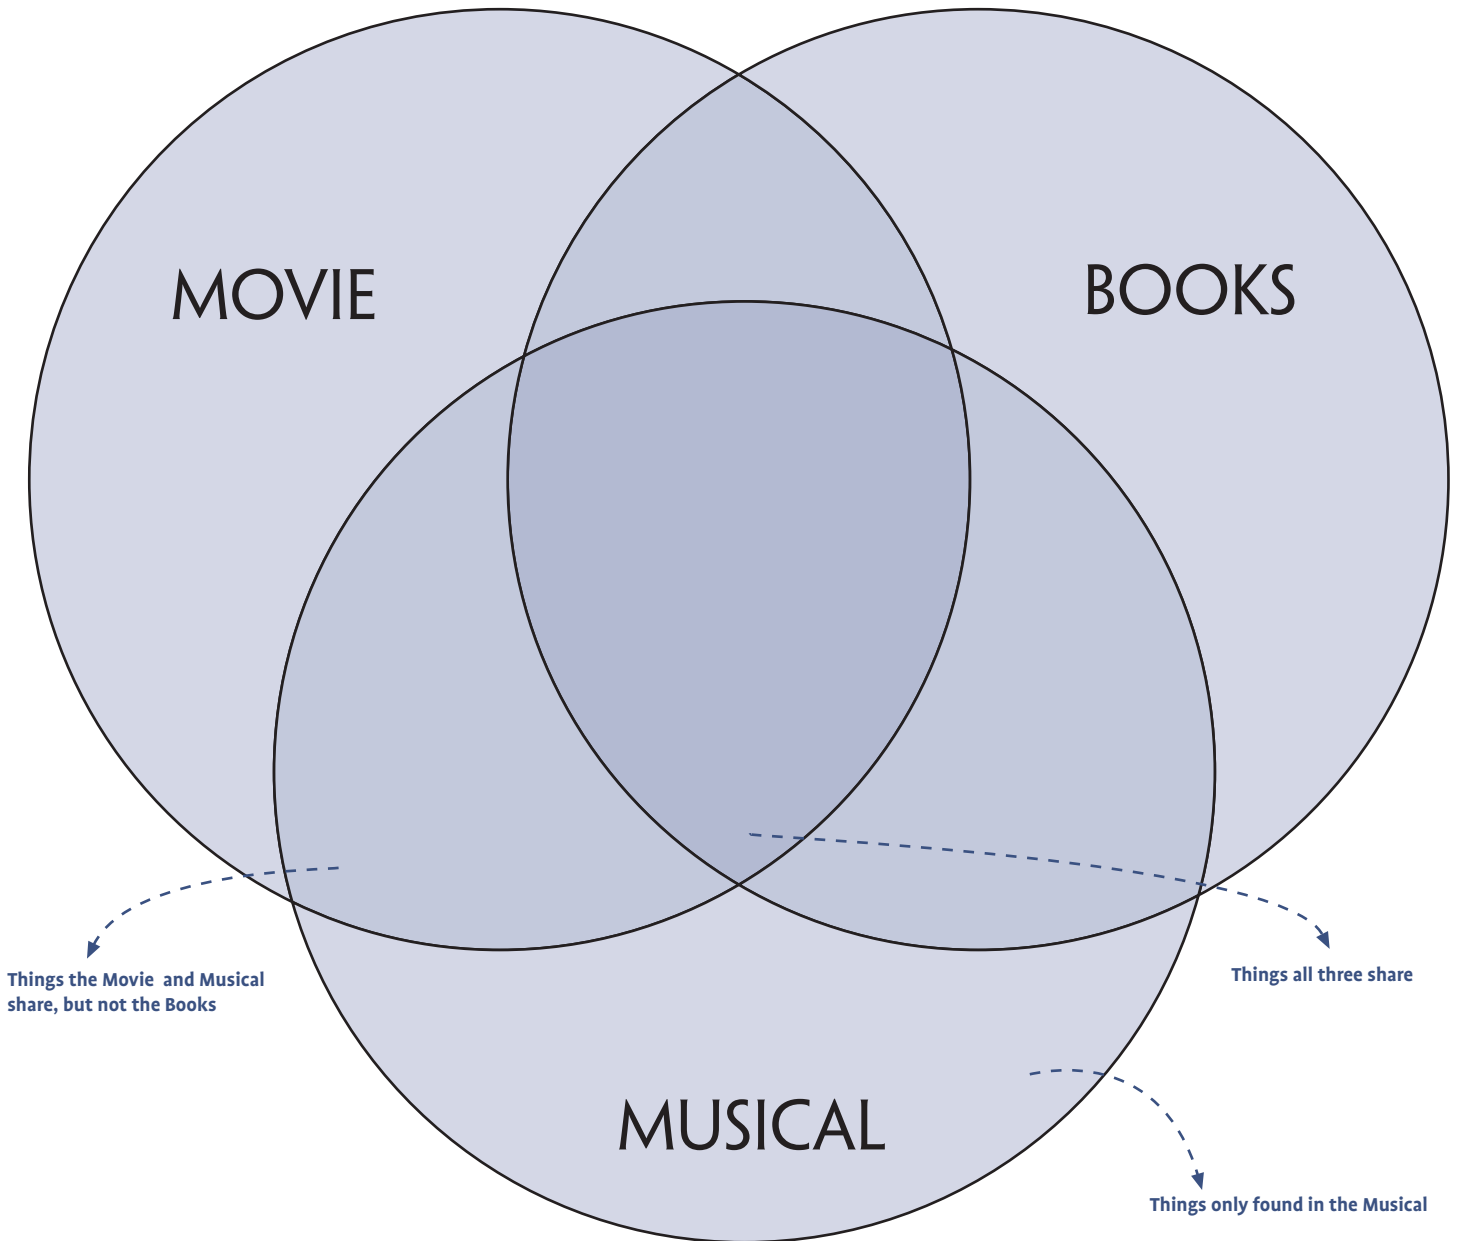 MOVIE
BOOKS
Things the Movie and Musical
share, but not the Books
Things all three share
MUSICAL
Things only found in the Musical